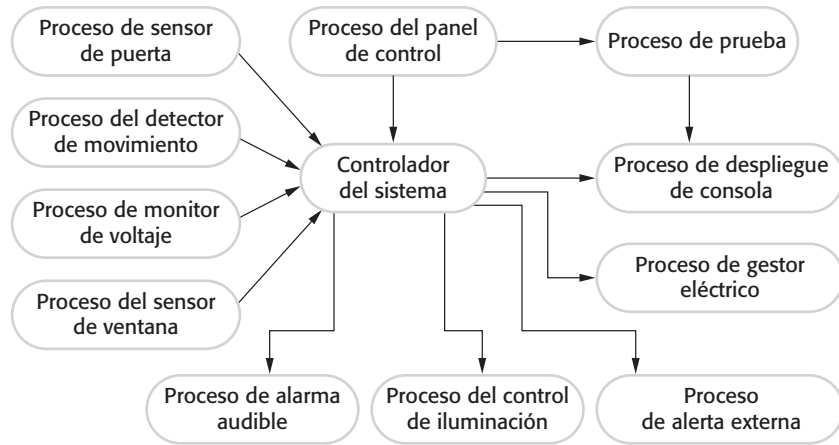 Proceso de sensor
de puerta
Proceso del panel
de control
Proceso de prueba
Proceso del detector
de movimiento
Controlador
del sistema
Proceso de despliegue
de consola
Proceso de monitor
de voltaje
Proceso de gestor
eléctrico
Proceso del sensor
de ventana
Proceso de alarma
audible
Proceso del control
de iluminación
Proceso
de alerta externa